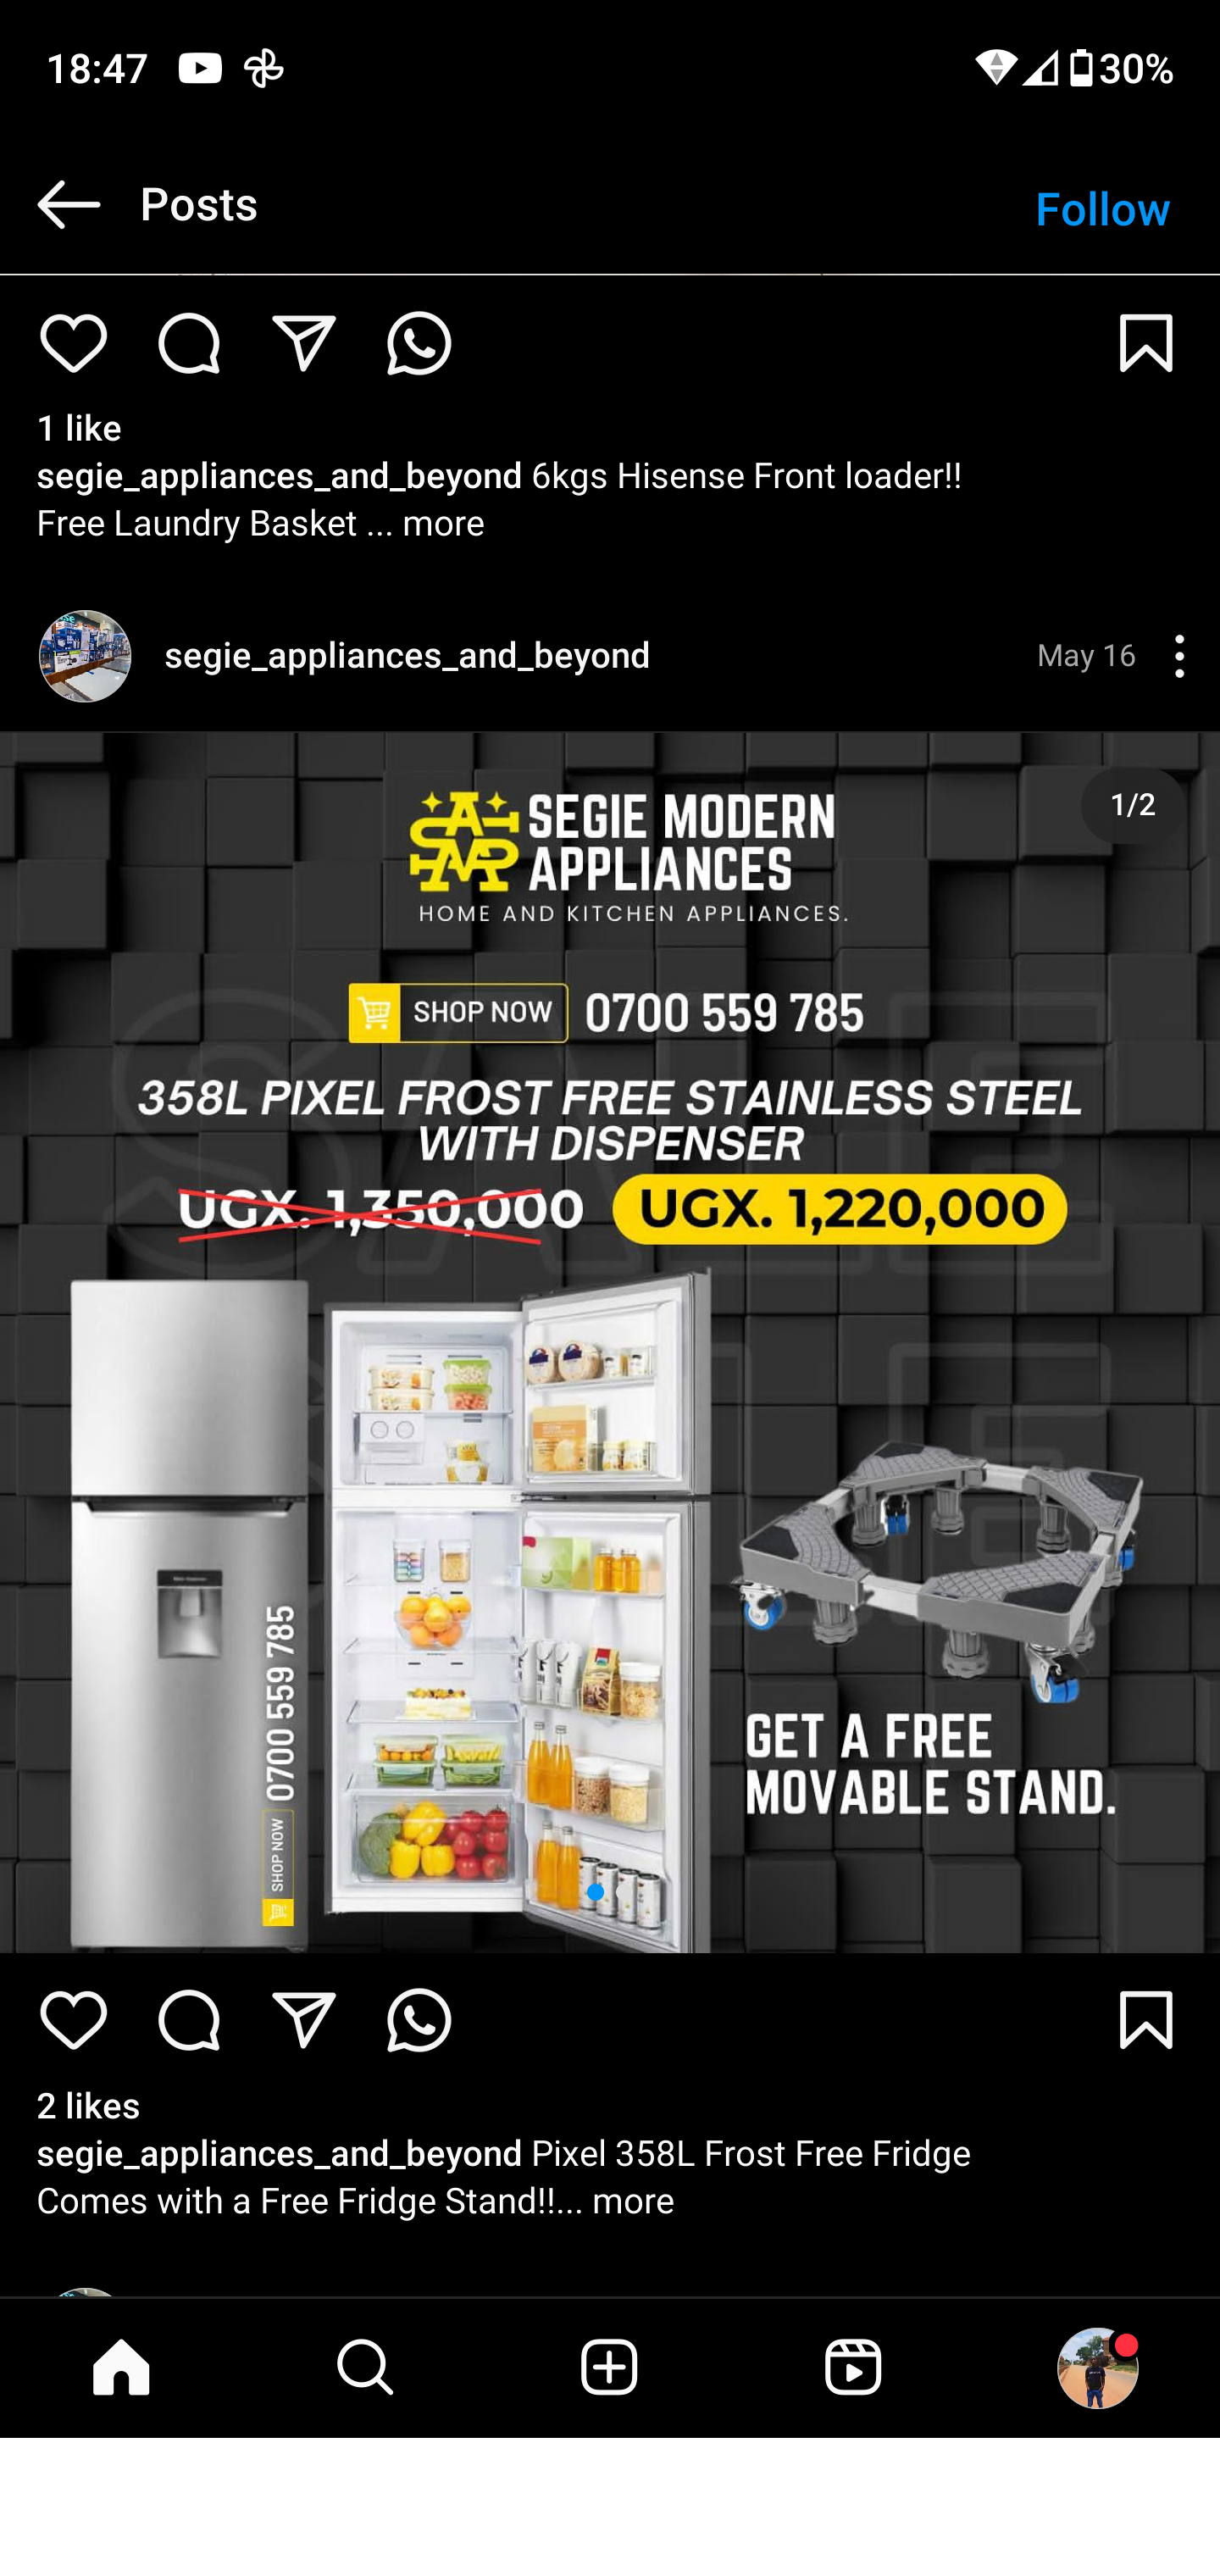 18:47
30%
Posts
Follow
1 like
segie_appliances_and_beyond 6kgs Hisense Front loader!!
Free Laundry Basket ... more
segie_appliances_and_beyond
May 16
1/2
SEGIE MODERN
APPLIANCES
HOME AND KITCHEN APPLIANCES.
SHOP NOW 0700 559 785
358L PIXEL FROST FREE STAINLESS STEEL
WITH DISPENSER
UGX. 1,350,000 UGX. 1,220,000
SHOP NOW 0700 559 785
GET A FREE
MOVABLE STAND.
2 likes
segie_appliances_and_beyond Pixel 358L Frost Free Fridge
Comes with a Free Fridge Stand!!... more